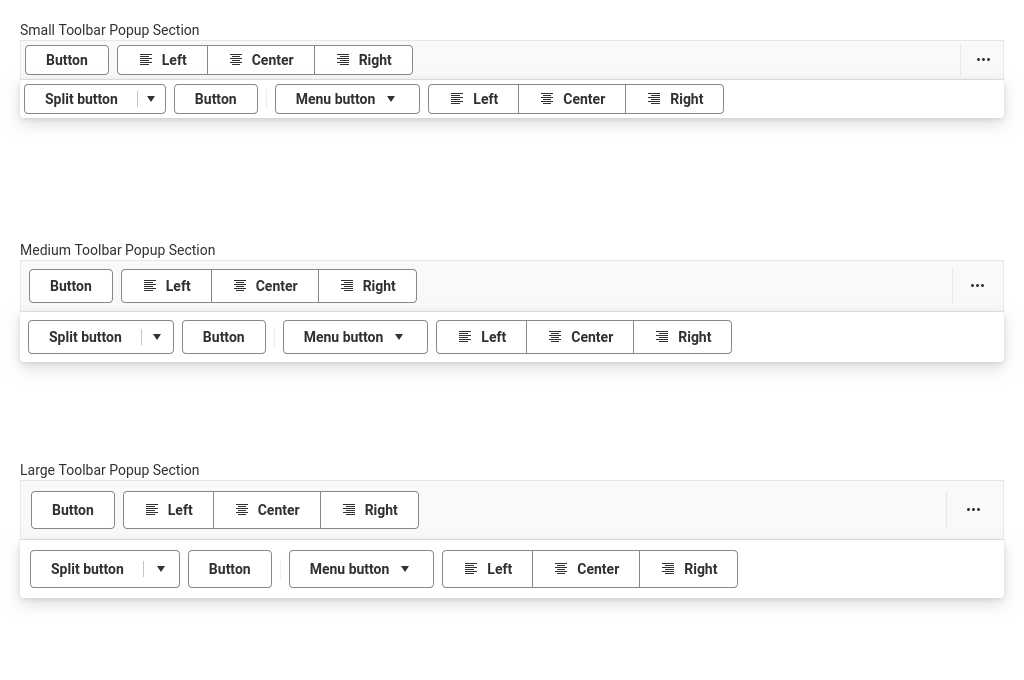 Small Toolbar Popup Section
Button Left Center Right
Split button Button Menu button Left Center Right
Medium Toolbar Popup Section
Button Left Center Right
Split button Button Menu button Left Center Right
Large Toolbar Popup Section
Button Left Center Right
Split button Button Menu button Left Center Right